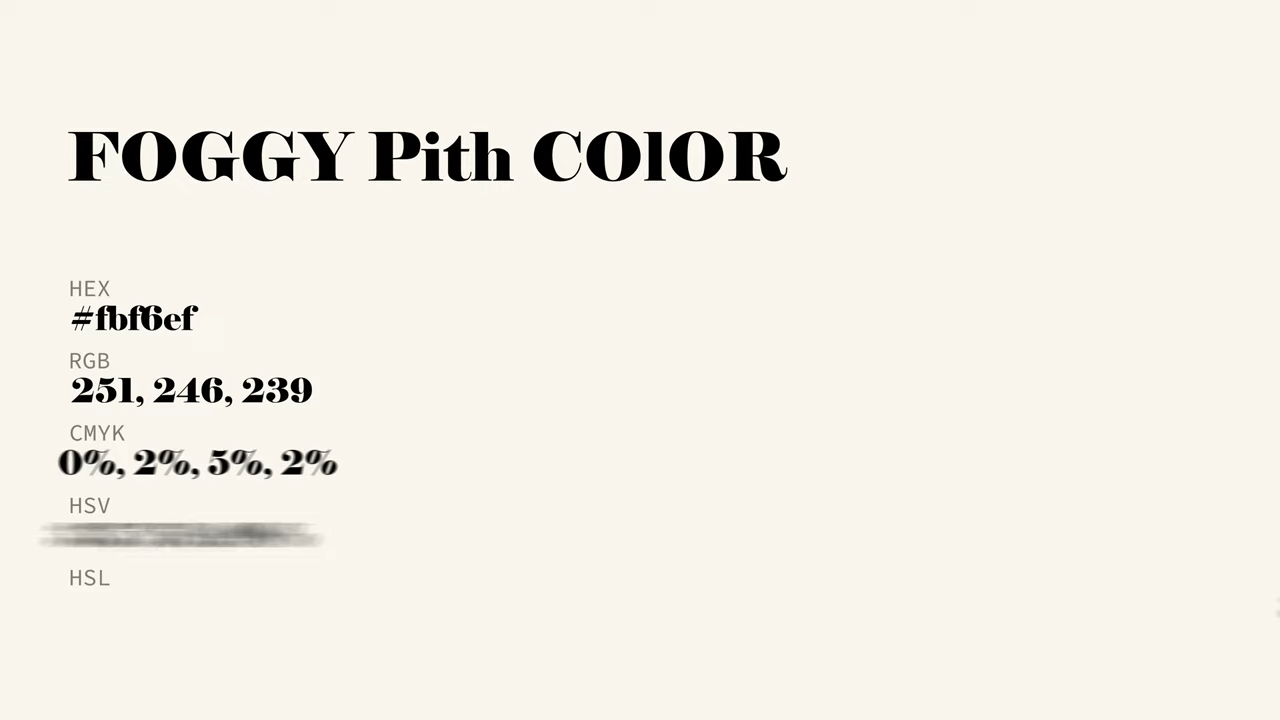 FOGGY Pith COlOR
HEX
#fbf6ef
RGB
251, 246, 239
CMYK
0%, 2%, 5%, 2%
HSV
HSL